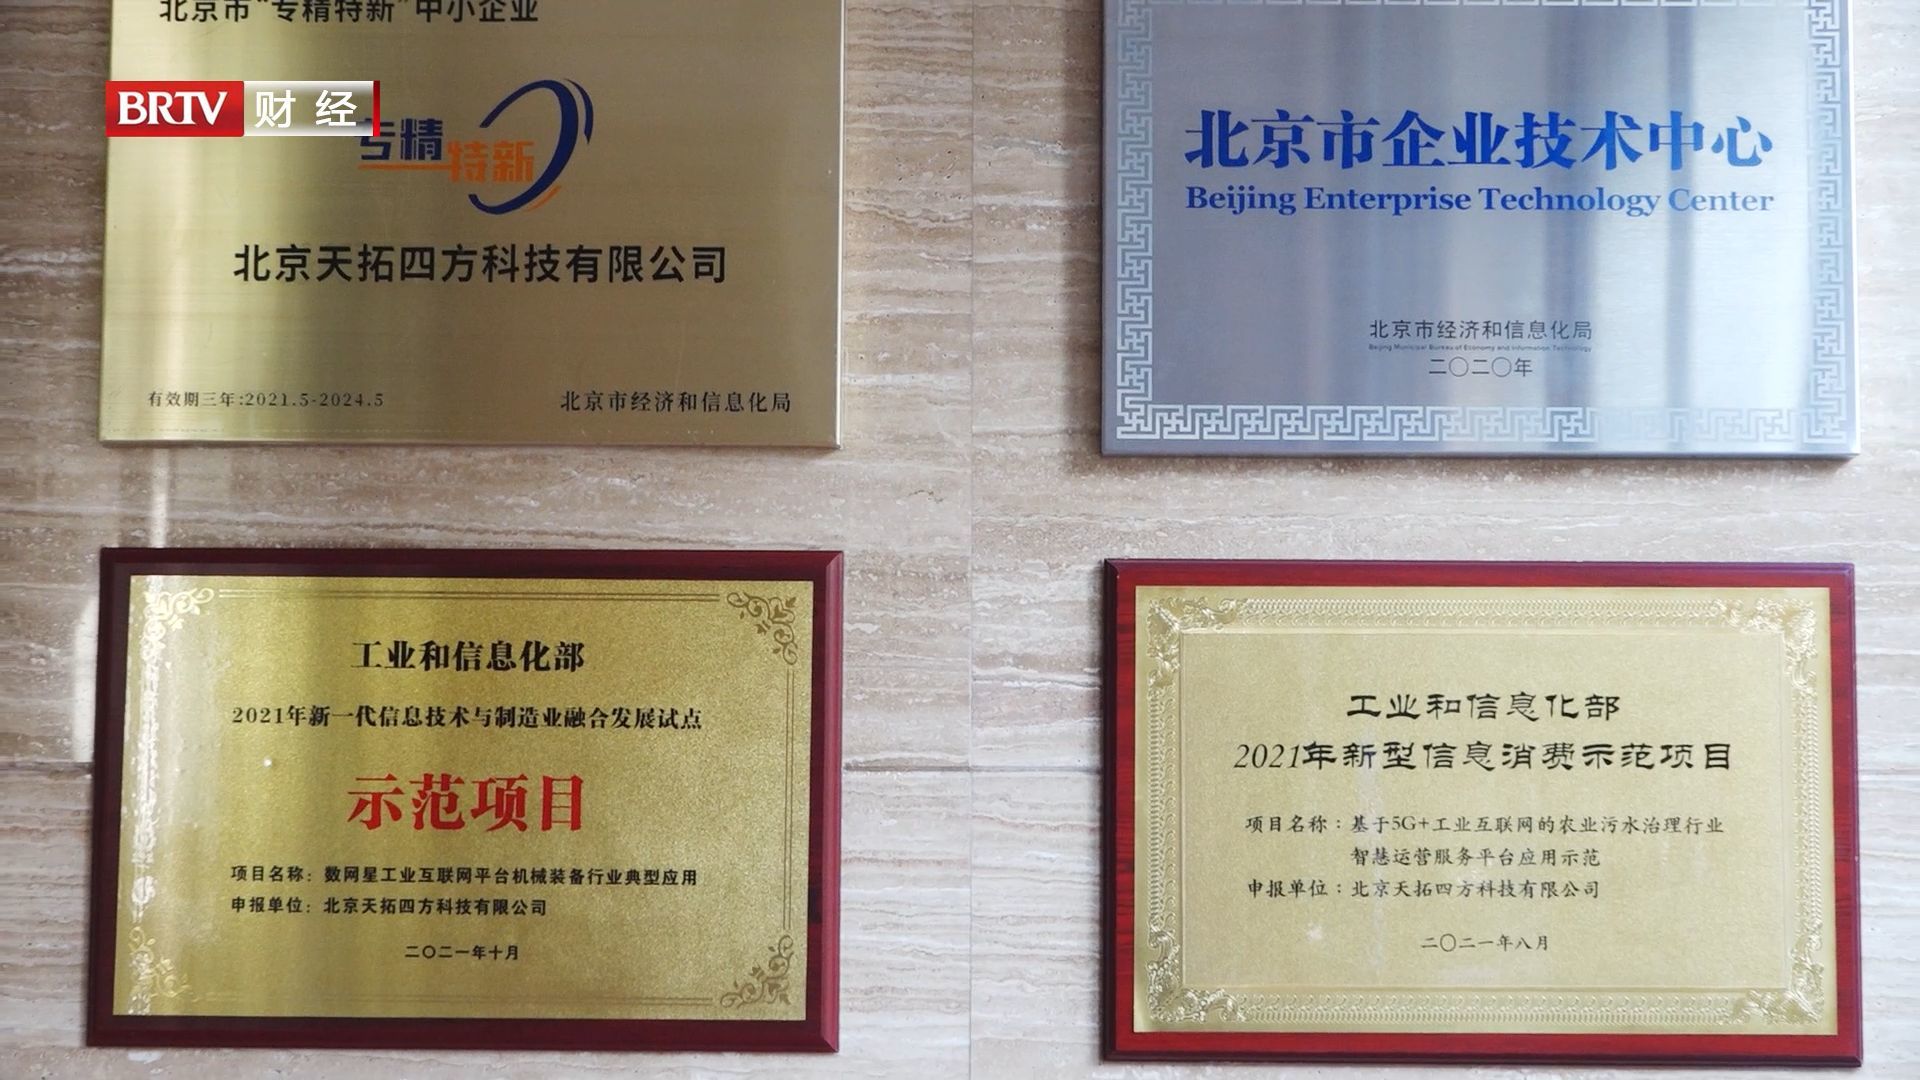 北京市“专精特新”中小企业
BRTV 财经
专精特新
北京天拓四方科技有限公司
有效期三年:2021.5-2024.5
北京市经济和信息化局
北京市企业技术中心
Beijing Enterprise Technology Center
北京市经济和信息化局
Beijing Municipal Bureau of Economy and Information Technology
二〇二〇年
工业和信息化部
2021年新一代信息技术与制造业融合发展试点
示范项目
项目名称：数网星工业互联网平台机械装备行业典型应用
申报单位：北京天拓四方科技有限公司
二〇二一年十月
工业和信息化部
2021年新型信息消费示范项目
项目名称：基于5G+工业互联网的农业污水治理行业
智慧运营服务平台应用示范
申报单位：北京天拓四方科技有限公司
二〇二一年八月